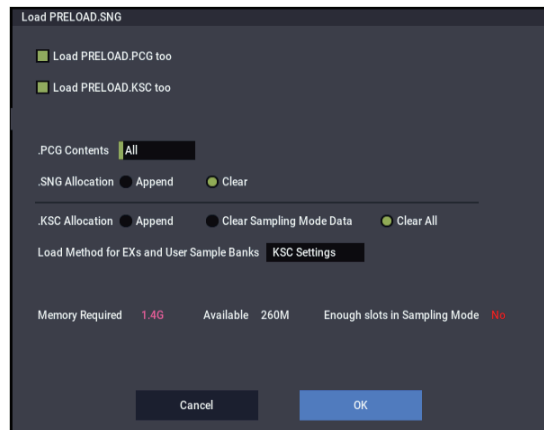 Load PRELOAD.SNG
Load PRELOAD.PCG too
Load PRELOAD.KSC too
.PCG Contents All
.SNG Allocation Append Clear
.KSC Allocation Append Clear Sampling Mode Data Clear All
Load Method for EXs and User Sample Banks KSC Settings
Memory Required 1.4G Available 260M Enough slots in Sampling Mode No
Cancel OK